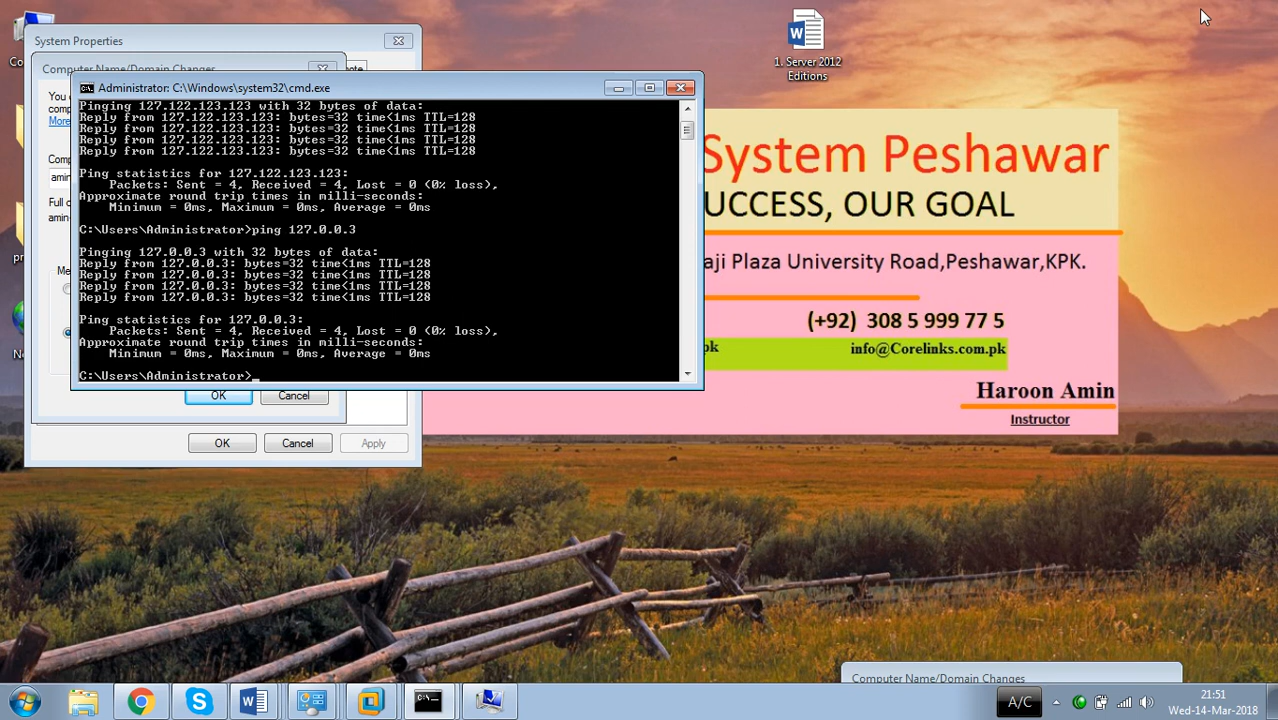 System Properties
Computer Name/Domain Changes
Administrator: C:\Windows\system32\cmd.exe
Pinging 127.122.123.123 with 32 bytes of data:
Reply from 127.122.123.123: bytes=32 time<1ms TTL=128
Reply from 127.122.123.123: bytes=32 time<1ms TTL=128
Reply from 127.122.123.123: bytes=32 time<1ms TTL=128
Reply from 127.122.123.123: bytes=32 time<1ms TTL=128
Ping statistics for 127.122.123.123:
Packets: Sent = 4, Received = 4, Lost = 0 (0% loss),
Approximate round trip times in milli-seconds:
Minimum = 0ms, Maximum = 0ms, Average = 0ms
C:\Users\Administrator>ping 127.0.0.3
Pinging 127.0.0.3 with 32 bytes of data:
Reply from 127.0.0.3: bytes=32 time<1ms TTL=128
Reply from 127.0.0.3: bytes=32 time<1ms TTL=128
Reply from 127.0.0.3: bytes=32 time<1ms TTL=128
Reply from 127.0.0.3: bytes=32 time<1ms TTL=128
Ping statistics for 127.0.0.3:
Packets: Sent = 4, Received = 4, Lost = 0 (0% loss),
Approximate round trip times in milli-seconds:
Minimum = 0ms, Maximum = 0ms, Average = 0ms
C:\Users\Administrator>_
OK Cancel
OK Cancel Apply
1. Server 2012
Editions
System Peshawar
UCCESS, OUR GOAL
aji Plaza University Road,Peshawar,KPK.
(+92) 308 5 999 77 5
pk info@Corelinks.com.pk
Haroon Amin
Instructor
Computer Name/Domain Changes
A/C
21:51
Wed-14-Mar-2018